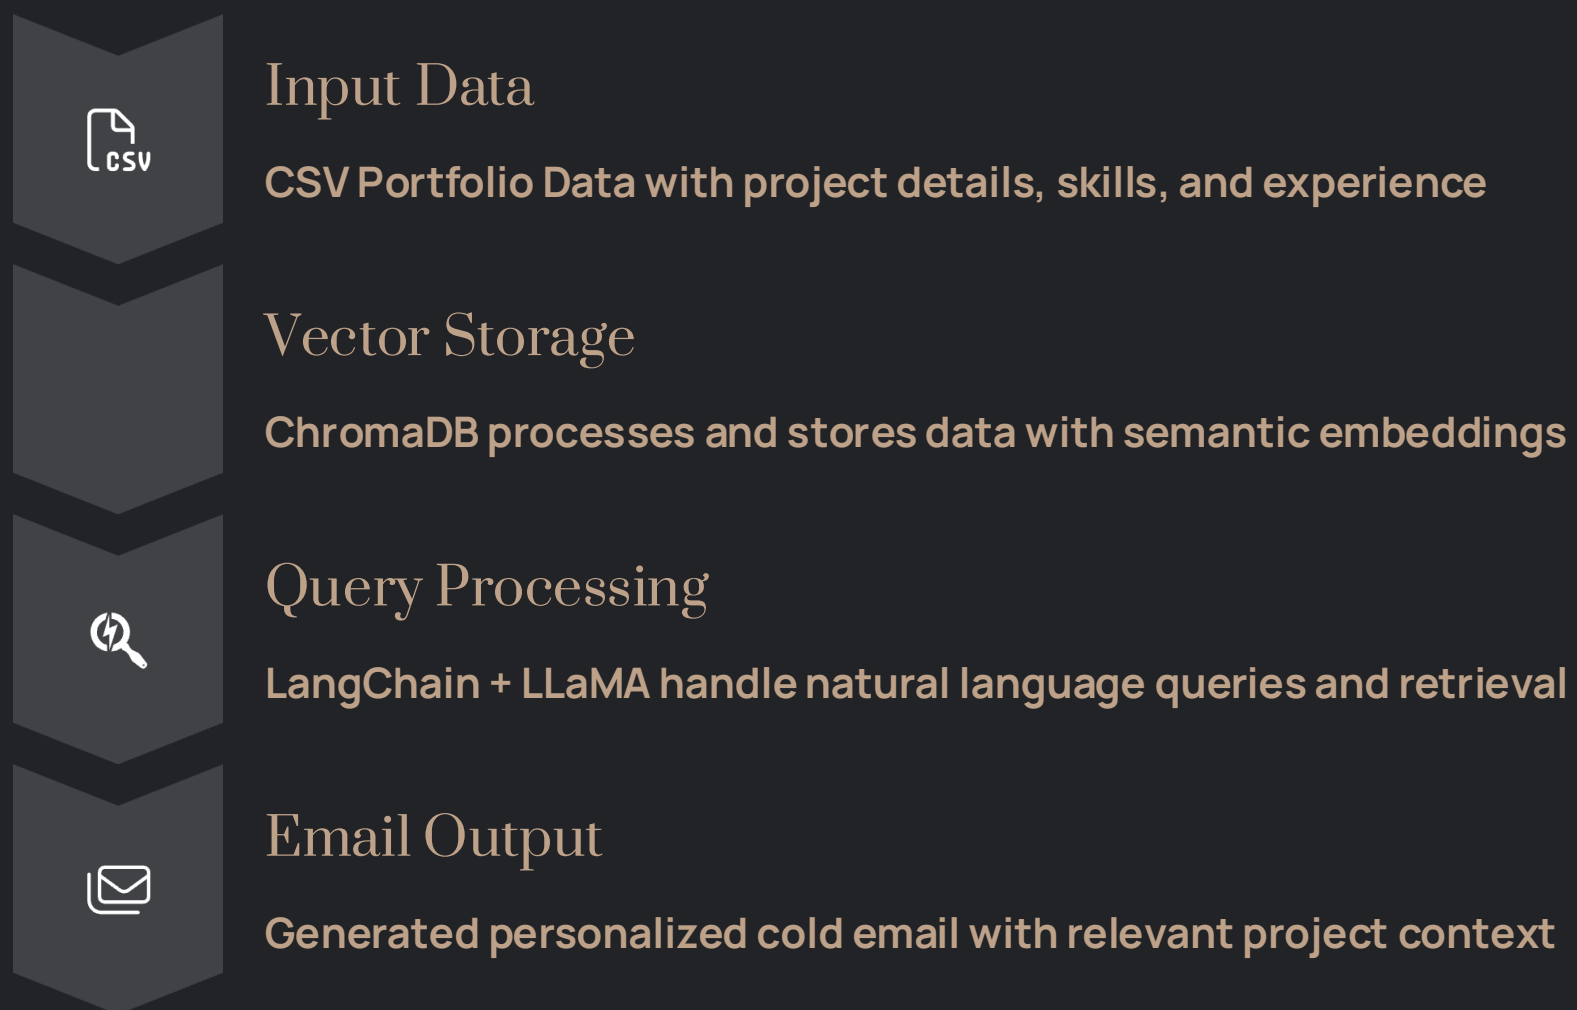 CSV
Input Data
CSV Portfolio Data with project details, skills, and experience
Vector Storage
ChromaDB processes and stores data with semantic embeddings
Query Processing
LangChain + LLaMA handle natural language queries and retrieval
Email Output
Generated personalized cold email with relevant project context